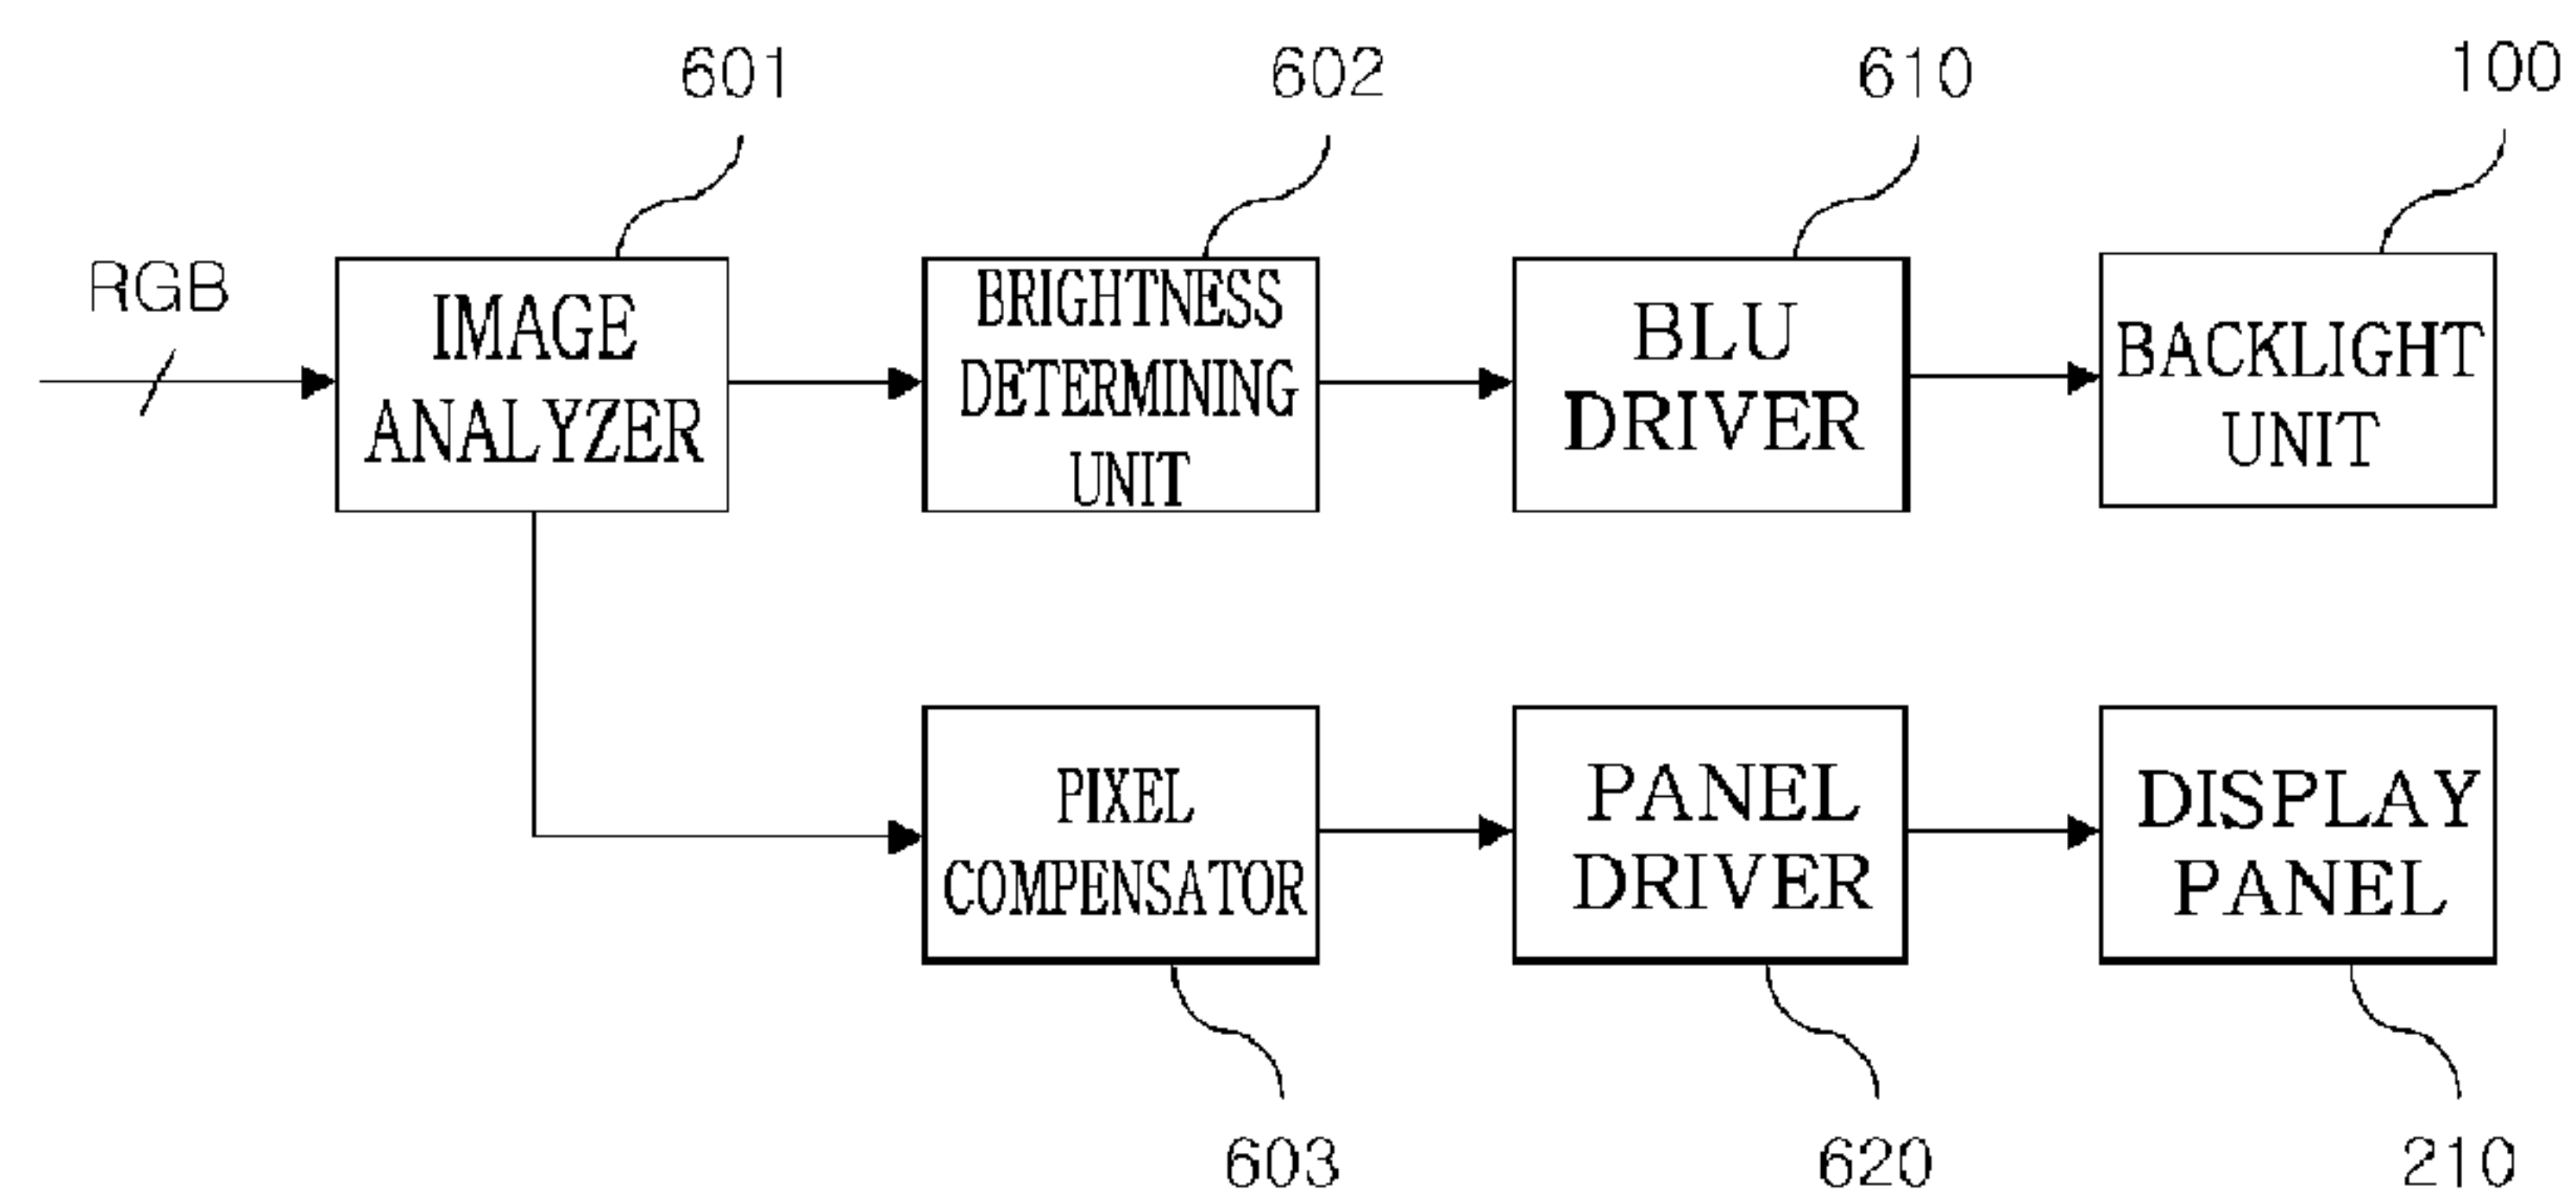 601
602
610
100
RGB
IMAGE
ANALYZER
BRIGHTNESS
DETERMINING
UNIT
BLU
DRIVER
BACKLIGHT
UNIT
PIXEL
COMPENSATOR
PANEL
DRIVER
DISPLAY
PANEL
603
620
210